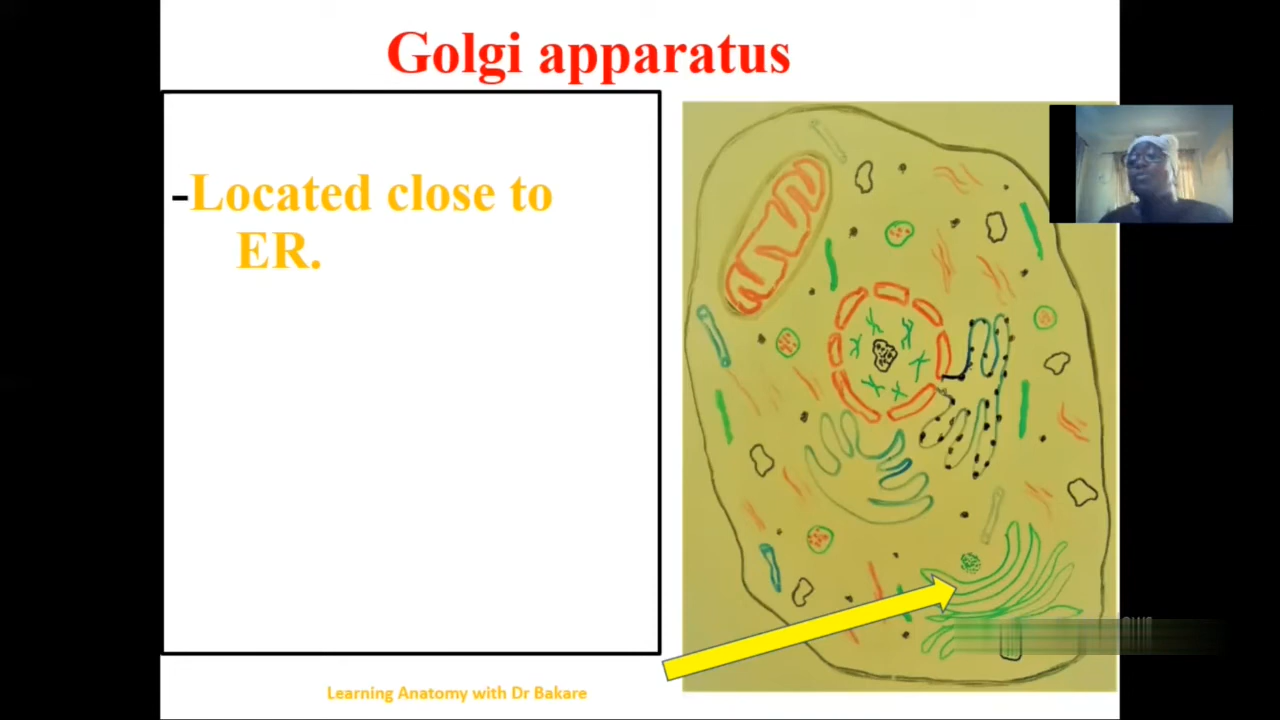 Golgi apparatus
-Located close to
ER.
Learning Anatomy with Dr Bakare